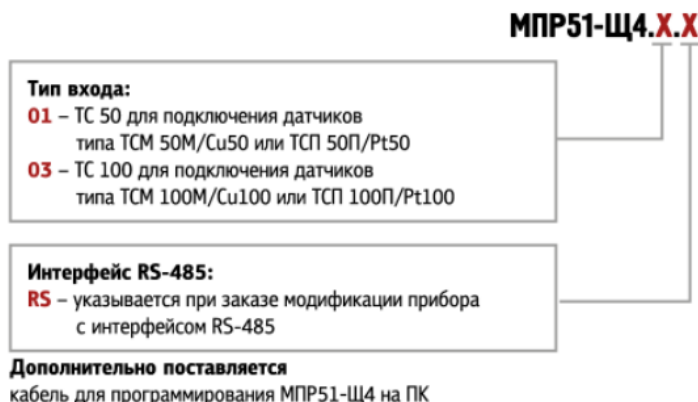 МПР51-Щ4.X.X
Тип входа:
01 – ТС 50 для подключения датчиков
типа ТСМ 50М/Cu50 или ТСП 50П/Pt50
03 – ТС 100 для подключения датчиков
типа ТСМ 100М/Cu100 или ТСП 100П/Pt100
Интерфейс RS-485:
RS – указывается при заказе модификации прибора
с интерфейсом RS-485
Дополнительно поставляется
кабель для программирования МПР51-Щ4 на ПК